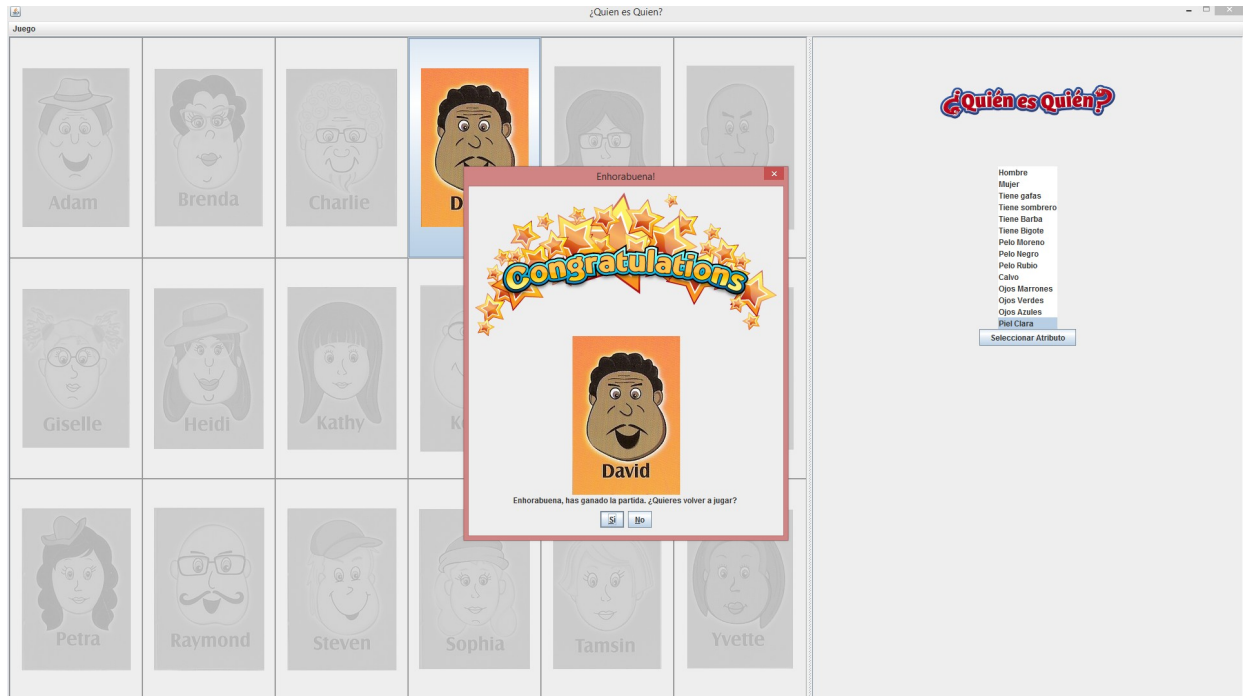 ¿Quien es Quien?
Juego
Adam
Brenda
Charlie
D
¿Quién es Quién?
Hombre
Mujer
Tiene gafas
Tiene sombrero
Tiene Barba
Tiene Bigote
Pelo Moreno
Pelo Negro
Pelo Rubio
Calvo
Ojos Marrones
Ojos Verdes
Ojos Azules
Piel Clara
Seleccionar Atributo
Enhorabuena!
Congratulations
David
Enhorabuena, has ganado la partida. ¿Quieres volver a jugar?
Si
No
Giselle
Heidi
Kathy
K
Petra
Raymond
Steven
Sophia
Tamsin
Yvette